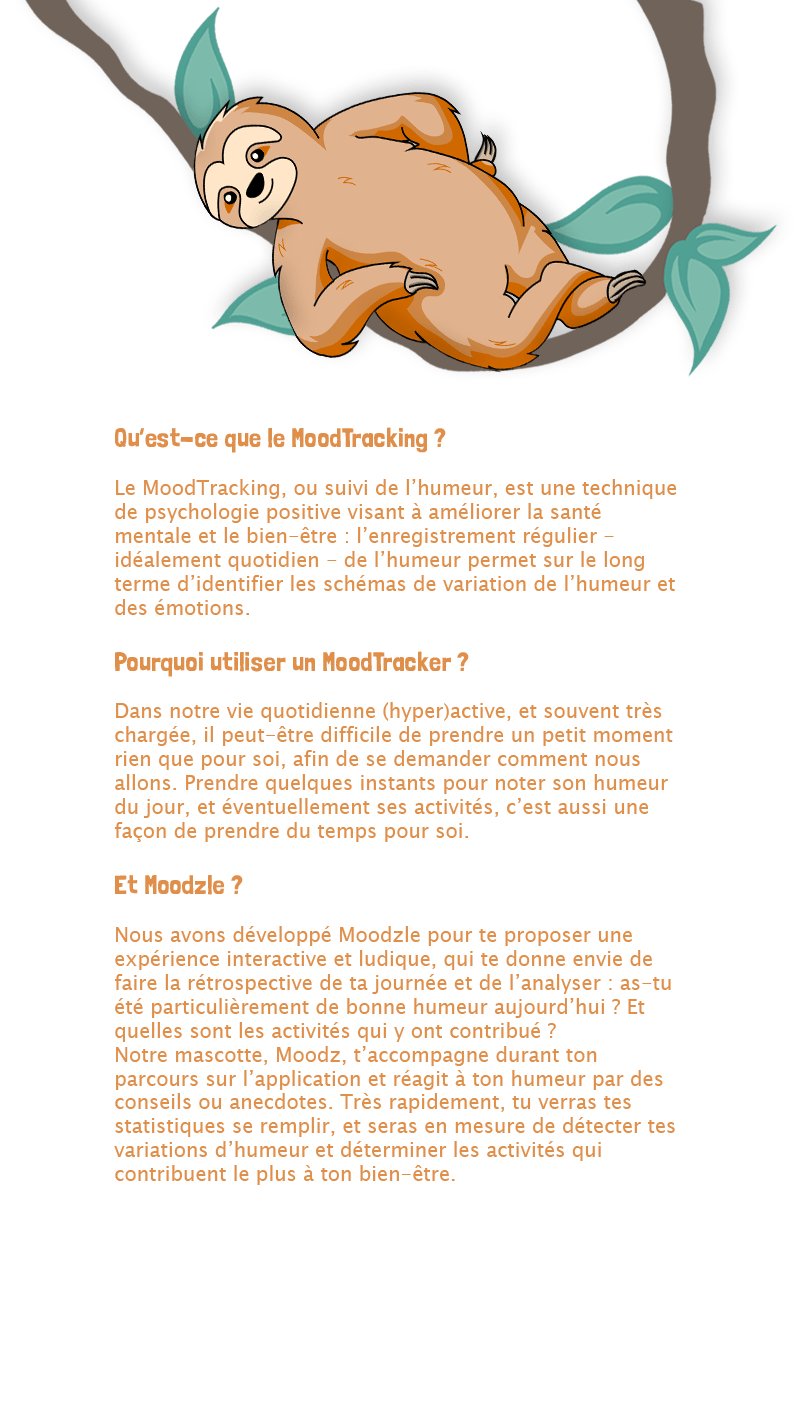 Qu'est-ce que le MoodTracking ?
Le MoodTracking, ou suivi de l'humeur, est une technique
de psychologie positive visant à améliorer la santé
mentale et le bien-être : l'enregistrement régulier -
idéalement quotidien - de l'humeur permet sur le long
terme d'identifier les schémas de variation de l'humeur et
des émotions.
Pourquoi utiliser un MoodTracker ?
Dans notre vie quotidienne (hyper)active, et souvent très
chargée, il peut-être difficile de prendre un petit moment
rien que pour soi, afin de se demander comment nous
allons. Prendre quelques instants pour noter son humeur
du jour, et éventuellement ses activités, c'est aussi une
façon de prendre du temps pour soi.
Et Moodzle ?
Nous avons développé Moodzle pour te proposer une
expérience interactive et ludique, qui te donne envie de
faire la rétrospective de ta journée et de l'analyser : as-tu
été particulièrement de bonne humeur aujourd'hui ? Et
quelles sont les activités qui y ont contribué ?
Notre mascotte, Moodz, t'accompagne durant ton
parcours sur l'application et réagit à ton humeur par des
conseils ou anecdotes. Très rapidement, tu verras tes
statistiques se remplir, et seras en mesure de détecter tes
variations d'humeur et déterminer les activités qui
contribuent le plus à ton bien-être.